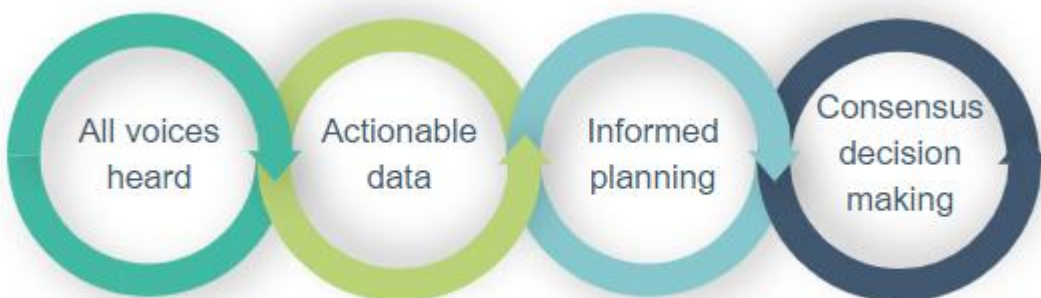 All voices
heard
Actionable
data
Informed
planning
Consensus
decision
making